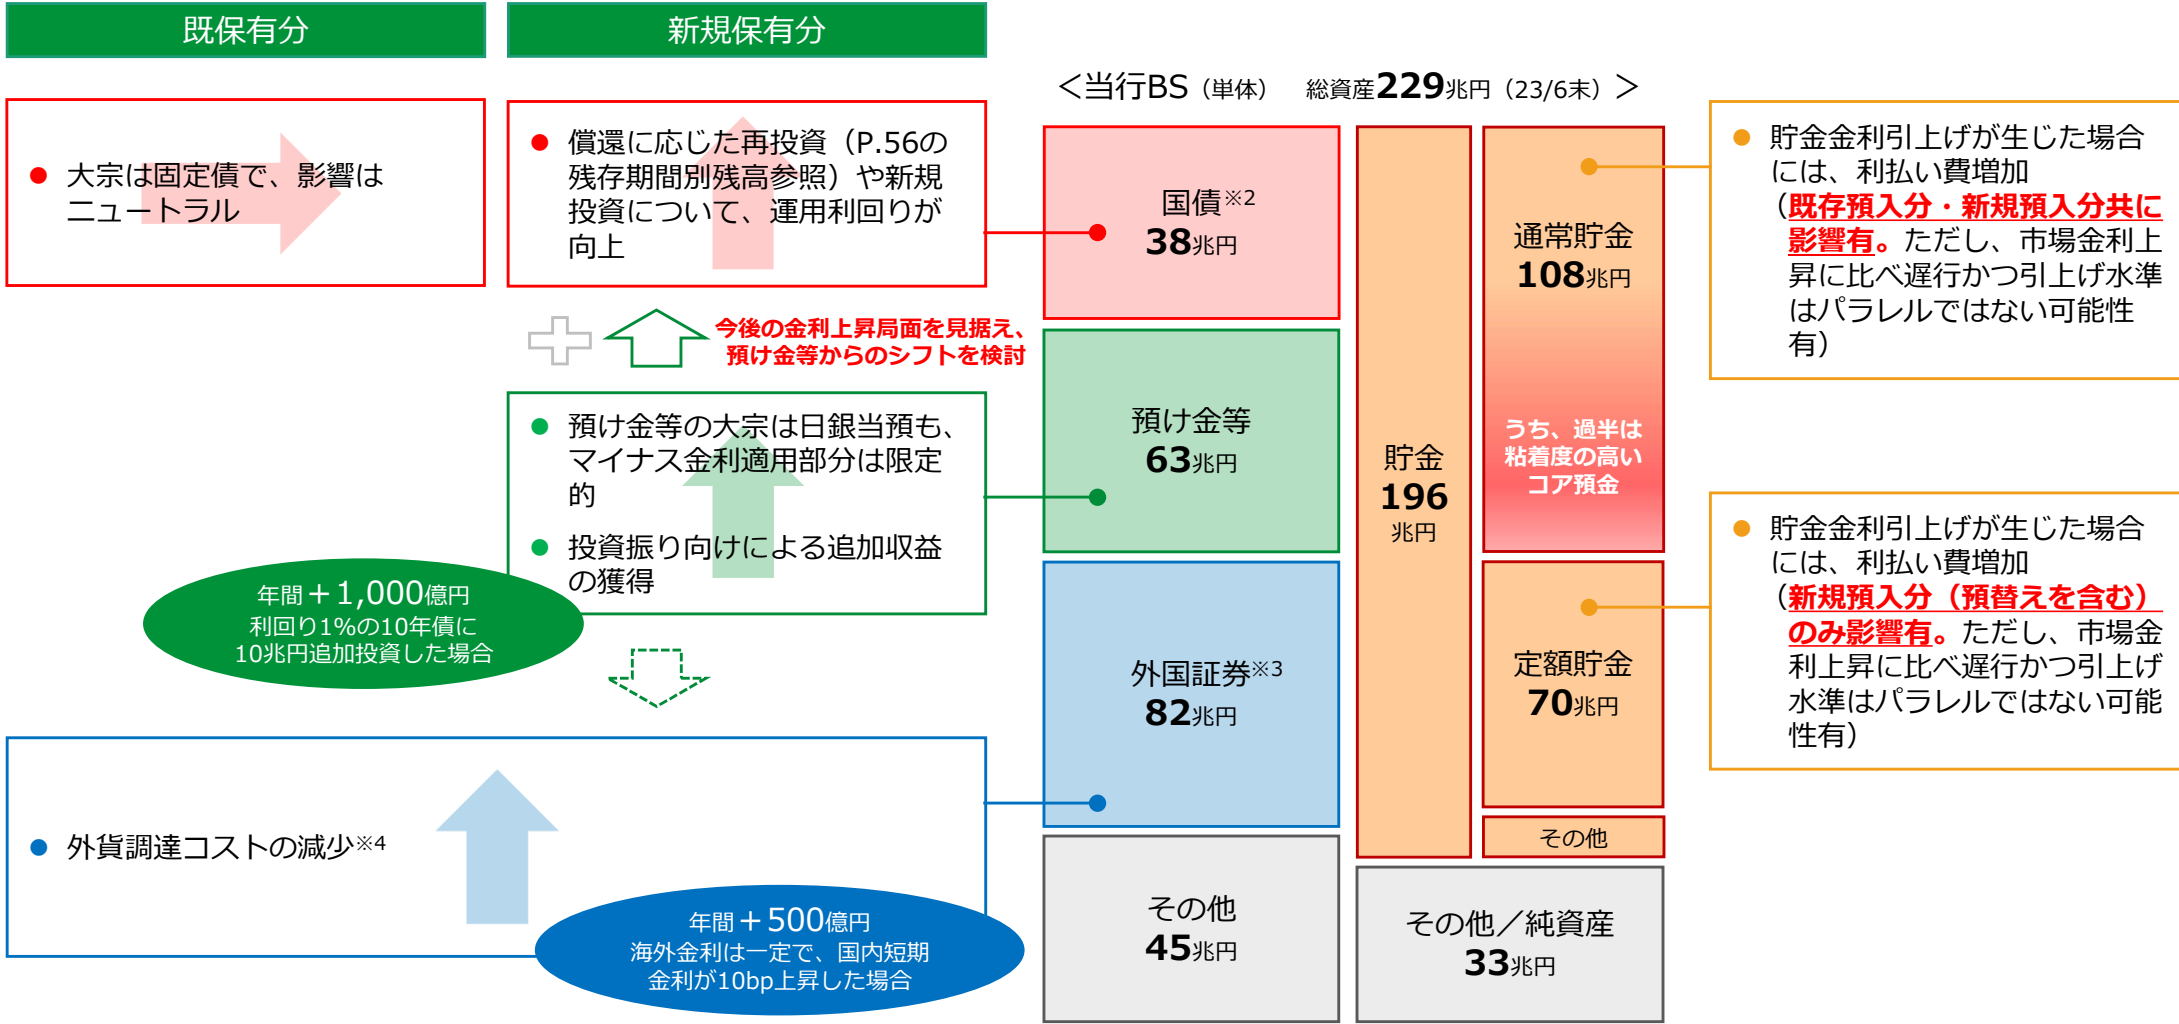 既保有分
新規保有分
＜当行BS（単体）　総資産229兆円（23/6末）＞
● 大宗は固定債で、影響は
ニュートラル
● 償還に応じた再投資（P.56の
残存期間別残高参照）や新規
投資について、運用利回りが
向上
今後の金利上昇局面を見据え、
預け金等からのシフトを検討
● 預け金等の大宗は日銀当預も、
マイナス金利適用部分は限定
的
● 投資振り向けによる追加収益
の獲得
年間＋1,000億円
利回り1%の10年債に
10兆円追加投資した場合
● 外貨調達コストの減少※4
年間＋500億円
海外金利は一定で、国内短期
金利が10bp上昇した場合
国債※2
38兆円
預け金等
63兆円
外国証券※3
82兆円
その他
45兆円
貯金
196
兆円
通常貯金
108兆円
うち、過半は
粘着度の高い
コア預金
定額貯金
70兆円
その他
その他／純資産
33兆円
● 貯金金利引上げが生じた場合
には、利払い費増加
（既存預入分・新規預入分共に
影響有。ただし、市場金利上
昇に比べ遅行かつ引上げ水準
はパラレルではない可能性
有）
● 貯金金利引上げが生じた場合
には、利払い費増加
（新規預入分（預替えを含む）
のみ影響有。ただし、市場金
利上昇に比べ遅行かつ引上げ
水準はパラレルではない可能
性有）